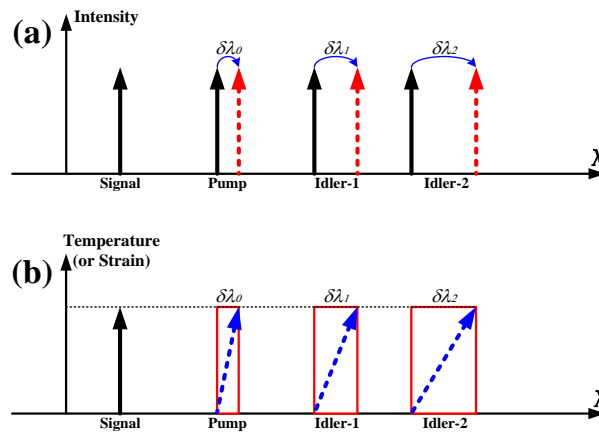 (a)
Intensity
δλ₀
δλ₁
δλ₂
λ
Signal
Pump
Idler-1
Idler-2
(b)
Temperature
(or Strain)
δλ₀
δλ₁
δλ₂
λ
Signal
Pump
Idler-1
Idler-2